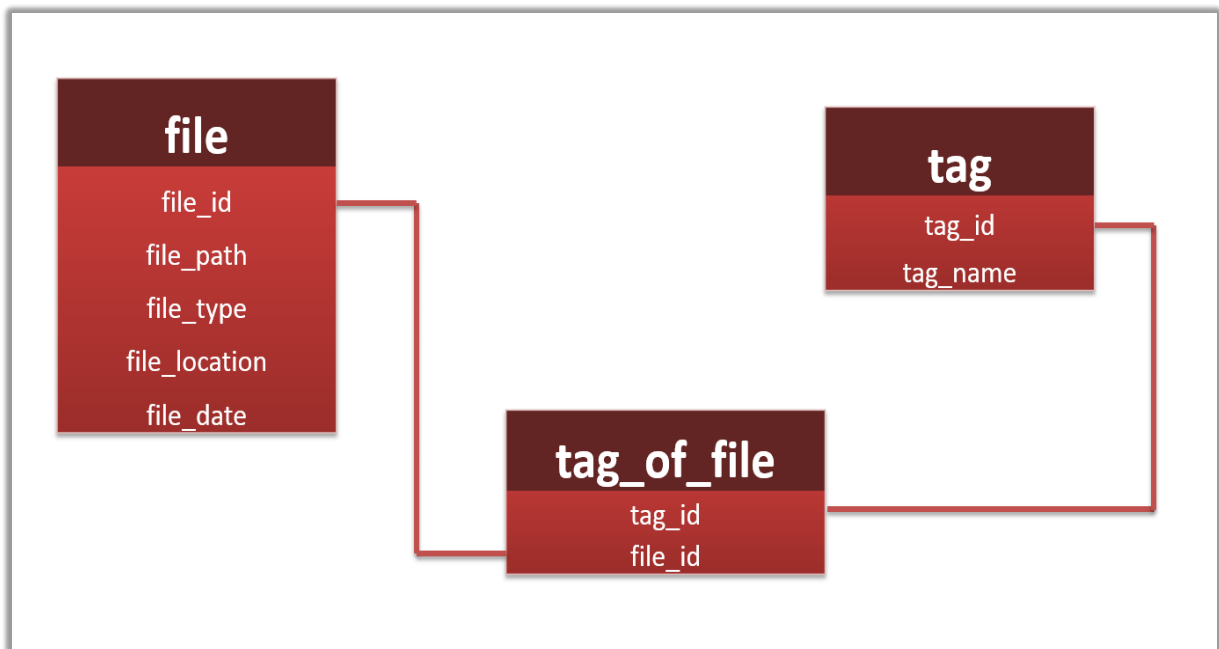 file
file_id
file_path
file_type
file_location
file_date
tag
tag_id
tag_name
tag_of_file
tag_id
file_id